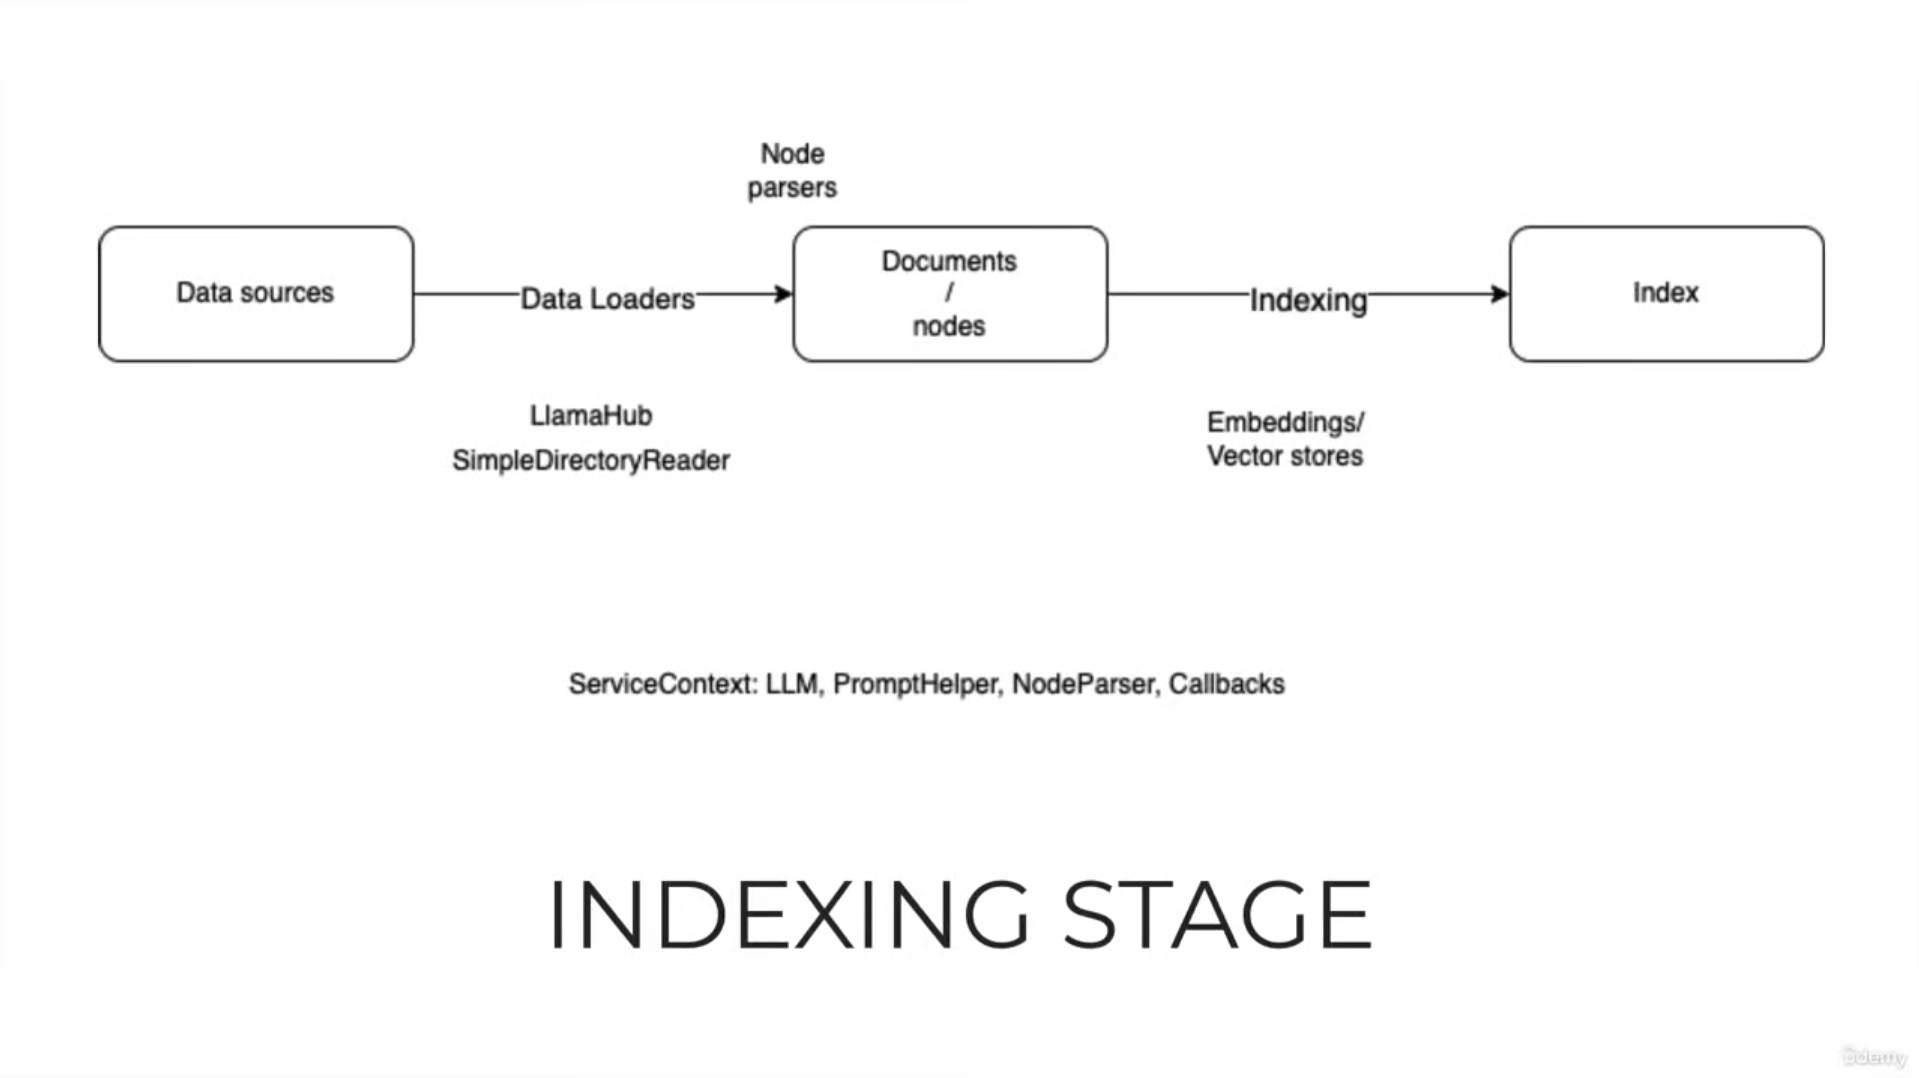 Node
parsers
Data sources
Data Loaders
Documents
/
nodes
Indexing
Index
LlamaHub
SimpleDirectoryReader
Embeddings/
Vector stores
ServiceContext: LLM, PromptHelper, NodeParser, Callbacks
INDEXING STAGE
ûdemy